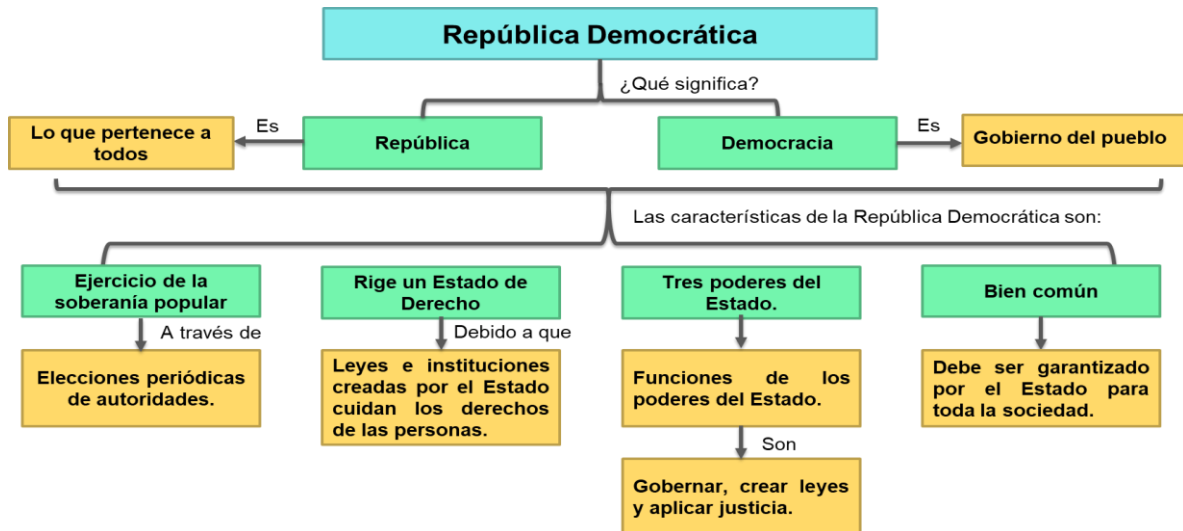 República Democrática
¿Qué significa?
Lo que pertenece a
todos
Es
República
Democracia
Es
Gobierno del pueblo
Las características de la República Democrática son:
Ejercicio de la
soberanía popular
Rige un Estado de
Derecho
Tres poderes del
Estado.
Bien común
A través de
Debido a que
Elecciones periódicas
de autoridades.
Leyes e instituciones
creadas por el Estado
cuidan los derechos
de las personas.
Funciones de los
poderes del Estado.
Debe ser garantizado
por el Estado para
toda la sociedad.
Son
Gobernar, crear leyes
y aplicar justicia.